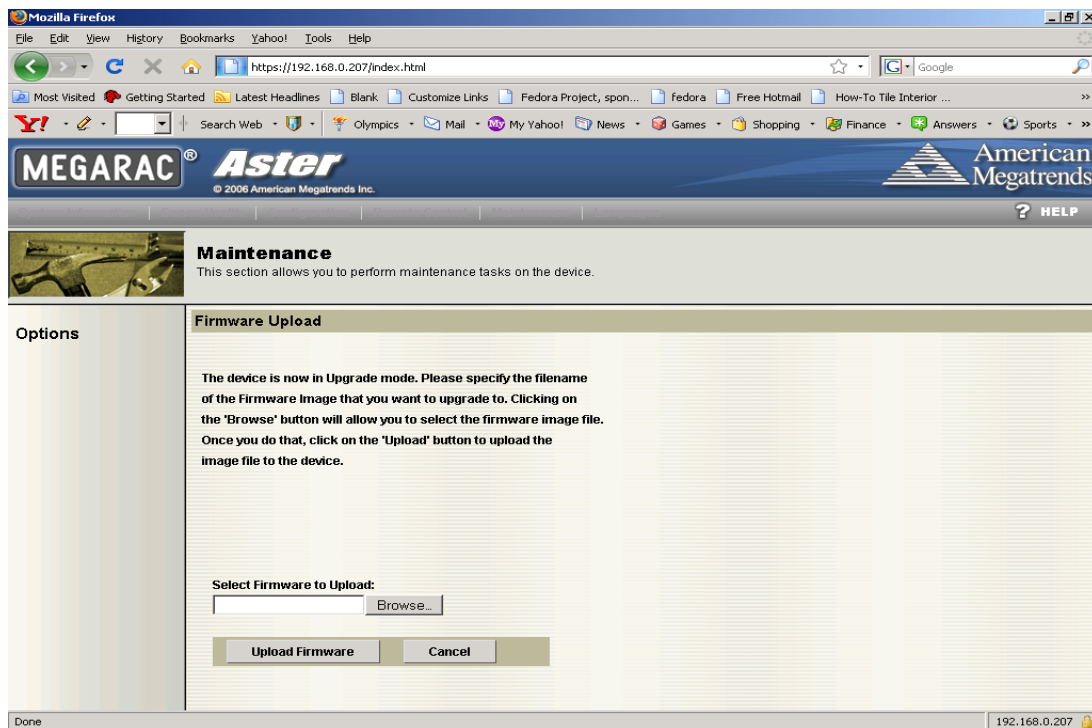 Mozilla Firefox
File Edit View History Bookmarks Yahoo! Tools Help
https://192.168.0.207/index.html
G Google
Most Visited Getting Started Latest Headlines Blank Customize Links Fedora Project, spon... fedora Free Hotmail How-To Tile Interior ... »
Y! Search Web Olympics Mail My My Yahoo! News Games Shopping Finance Answers Sports »
MEGARAC® Aster
© 2006 American Megatrends Inc.
American
Megatrends
? HELP
Maintenance
This section allows you to perform maintenance tasks on the device.
Options
Firmware Upload
The device is now in Upgrade mode. Please specify the filename
of the Firmware Image that you want to upgrade to. Clicking on
the 'Browse' button will allow you to select the firmware image file.
Once you do that, click on the 'Upload' button to upload the
image file to the device.
Select Firmware to Upload:
Browse...
Upload Firmware Cancel
Done 192.168.0.207